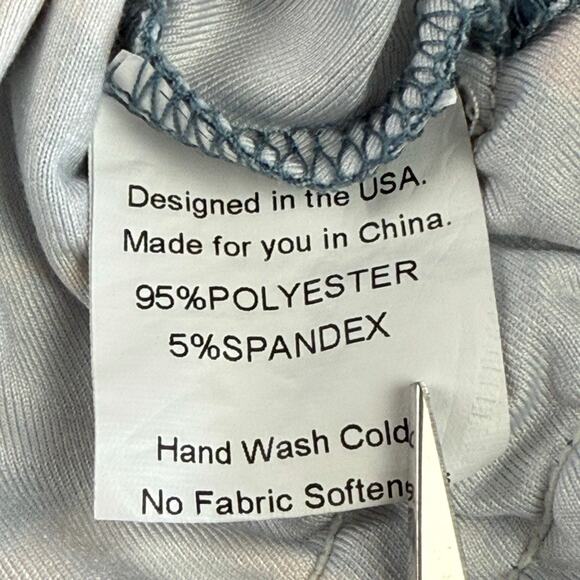 Designed in the USA.
Made for you in China.
95%POLYESTER
5%SPANDEX
Hand Wash Cold
No Fabric